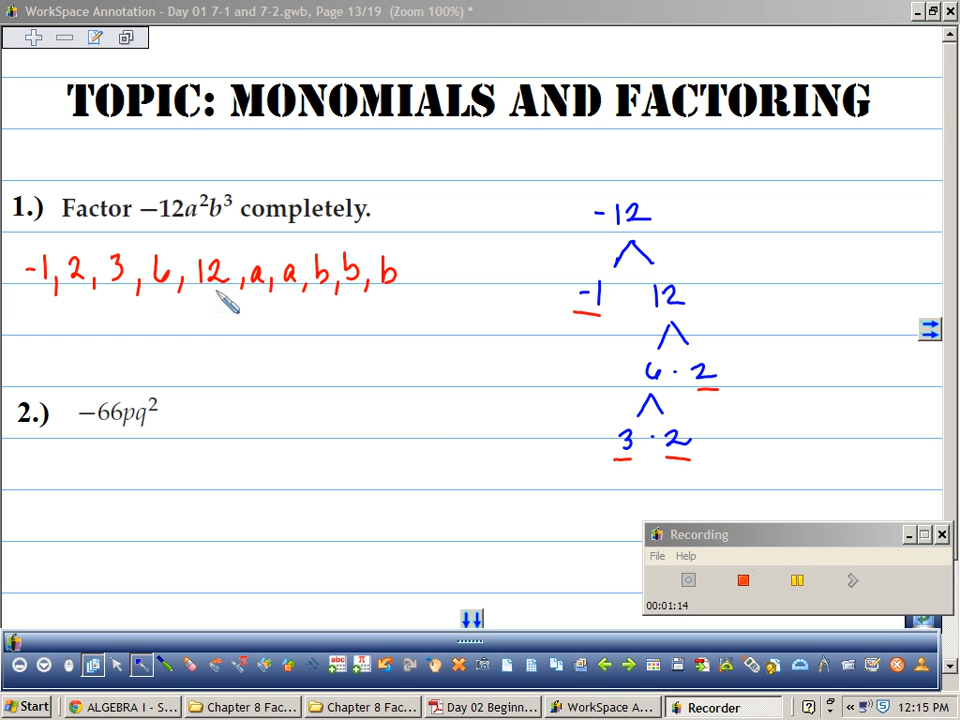 WorkSpace Annotation - Day 01 7-1 and 7-2.gwb, Page 13/19 (Zoom 100%) *
TOPIC: MONOMIALS AND FACTORING
1.) Factor −12a²b³ completely.
-12
-1, 2, 3, 6, 12, a, a, b, b, b
-1 12
6 · 2
2.) −66pq²
3 · 2
Recording
File Help
00:01:14
Start
ALGEBRA I - S...
Chapter 8 Fac...
Chapter 8 Fac...
Day 02 Beginn...
WorkSpace An...
Recorder
12:15 PM